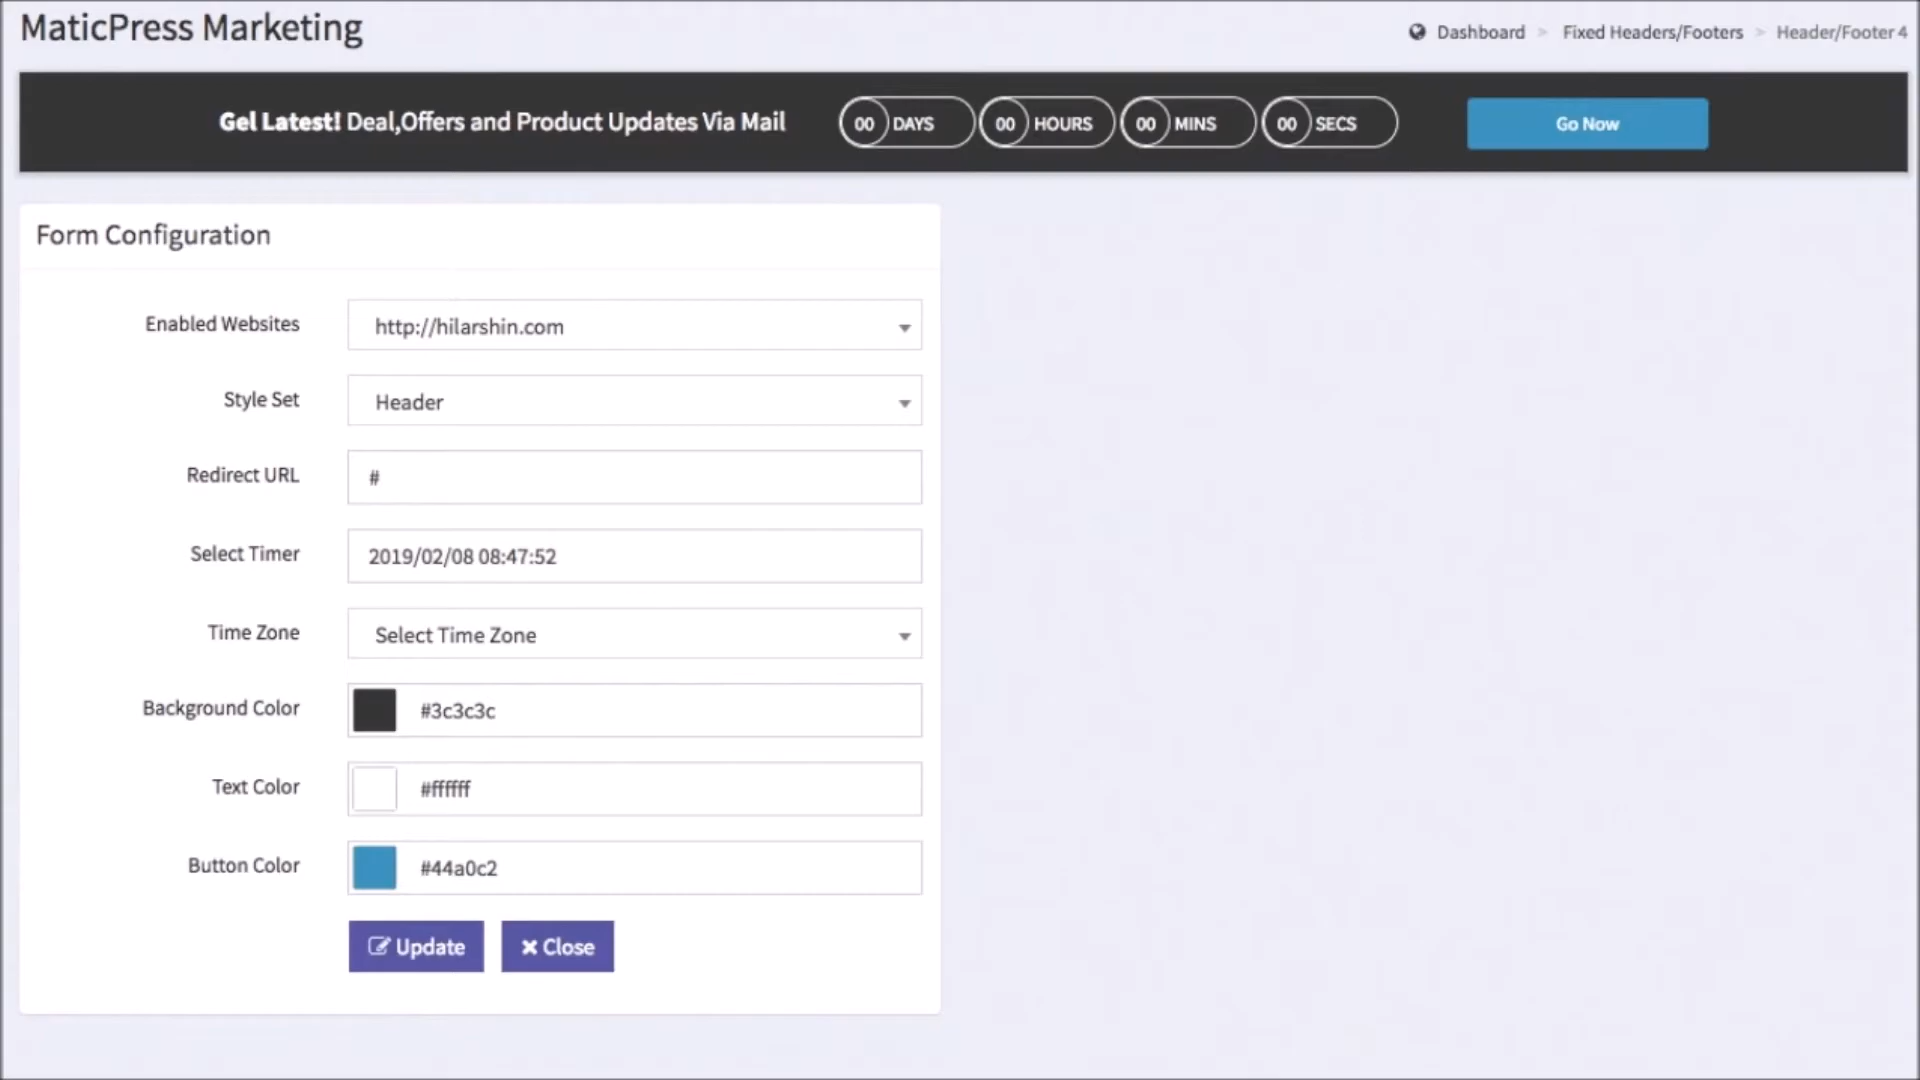 MaticPress Marketing
Dashboard > Fixed Headers/Footers > Header/Footer 4
Gel Latest! Deal,Offers and Product Updates Via Mail 00 DAYS 00 HOURS 00 MINS 00 SECS Go Now
Form Configuration
Enabled Websites http://hilarshin.com
Style Set Header
Redirect URL #
Select Timer 2019/02/08 08:47:52
Time Zone Select Time Zone
Background Color #3c3c3c
Text Color #ffffff
Button Color #44a0c2
Update Close